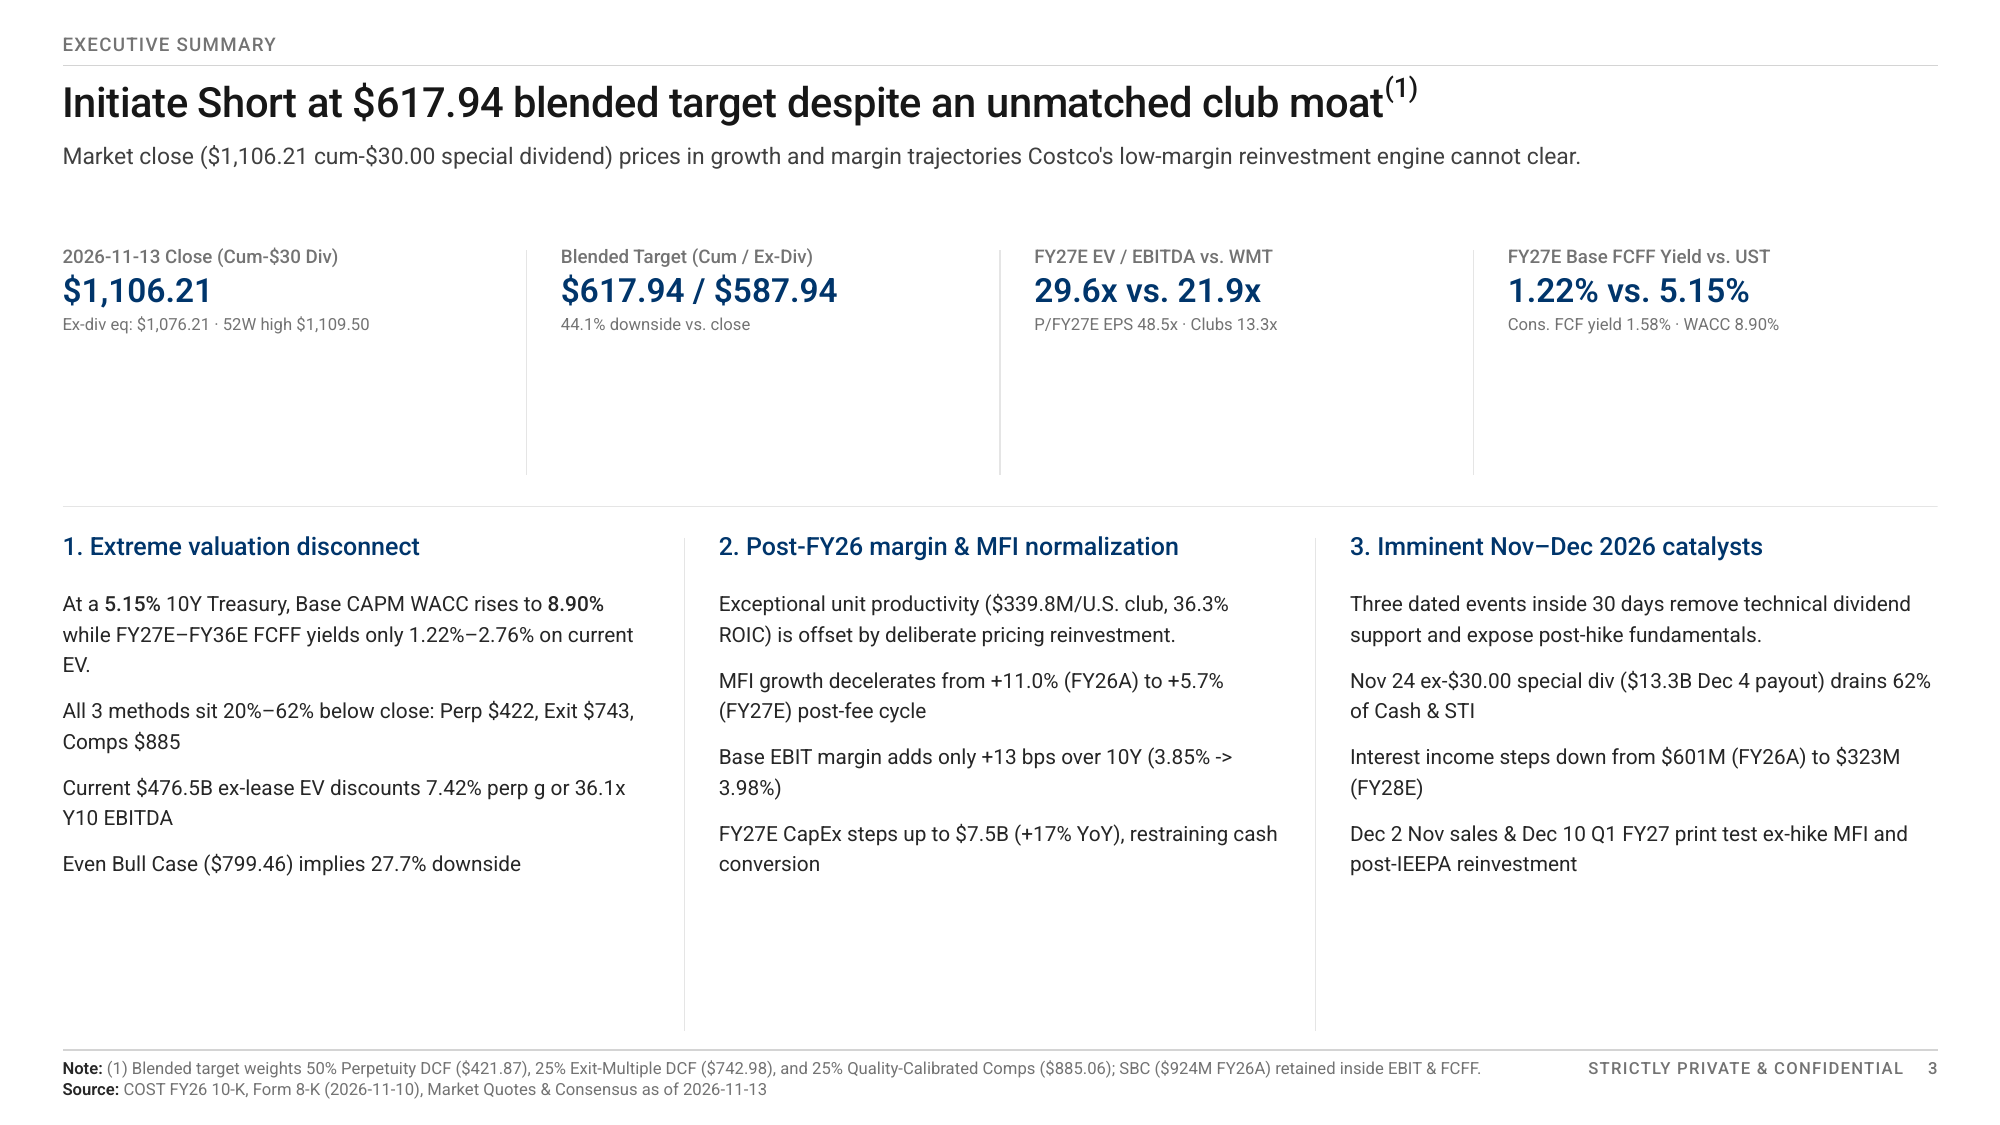 EXECUTIVE SUMMARY
Initiate Short at $617.94 blended target despite an unmatched club moat(1)
Market close ($1,106.21 cum-$30.00 special dividend) prices in growth and margin trajectories Costco's low-margin reinvestment engine cannot clear.
2026-11-13 Close (Cum-$30 Div)
$1,106.21
Ex-div eq: $1,076.21 · 52W high $1,109.50
Blended Target (Cum / Ex-Div)
$617.94 / $587.94
44.1% downside vs. close
FY27E EV / EBITDA vs. WMT
29.6x vs. 21.9x
P/FY27E EPS 48.5x · Clubs 13.3x
FY27E Base FCFF Yield vs. UST
1.22% vs. 5.15%
Cons. FCF yield 1.58% · WACC 8.90%
1. Extreme valuation disconnect
At a 5.15% 10Y Treasury, Base CAPM WACC rises to 8.90%
while FY27E–FY36E FCFF yields only 1.22%–2.76% on current
EV.
All 3 methods sit 20%–62% below close: Perp $422, Exit $743,
Comps $885
Current $476.5B ex-lease EV discounts 7.42% perp g or 36.1x
Y10 EBITDA
Even Bull Case ($799.46) implies 27.7% downside
2. Post-FY26 margin & MFI normalization
Exceptional unit productivity ($339.8M/U.S. club, 36.3%
ROIC) is offset by deliberate pricing reinvestment.
MFI growth decelerates from +11.0% (FY26A) to +5.7%
(FY27E) post-fee cycle
Base EBIT margin adds only +13 bps over 10Y (3.85% ->
3.98%)
FY27E CapEx steps up to $7.5B (+17% YoY), restraining cash
conversion
3. Imminent Nov–Dec 2026 catalysts
Three dated events inside 30 days remove technical dividend
support and expose post-hike fundamentals.
Nov 24 ex-$30.00 special div ($13.3B Dec 4 payout) drains 62%
of Cash & STI
Interest income steps down from $601M (FY26A) to $323M
(FY28E)
Dec 2 Nov sales & Dec 10 Q1 FY27 print test ex-hike MFI and
post-IEEPA reinvestment
Note: (1) Blended target weights 50% Perpetuity DCF ($421.87), 25% Exit-Multiple DCF ($742.98), and 25% Quality-Calibrated Comps ($885.06); SBC ($924M FY26A) retained inside EBIT & FCFF.
Source: COST FY26 10-K, Form 8-K (2026-11-10), Market Quotes & Consensus as of 2026-11-13
STRICTLY PRIVATE & CONFIDENTIAL 3